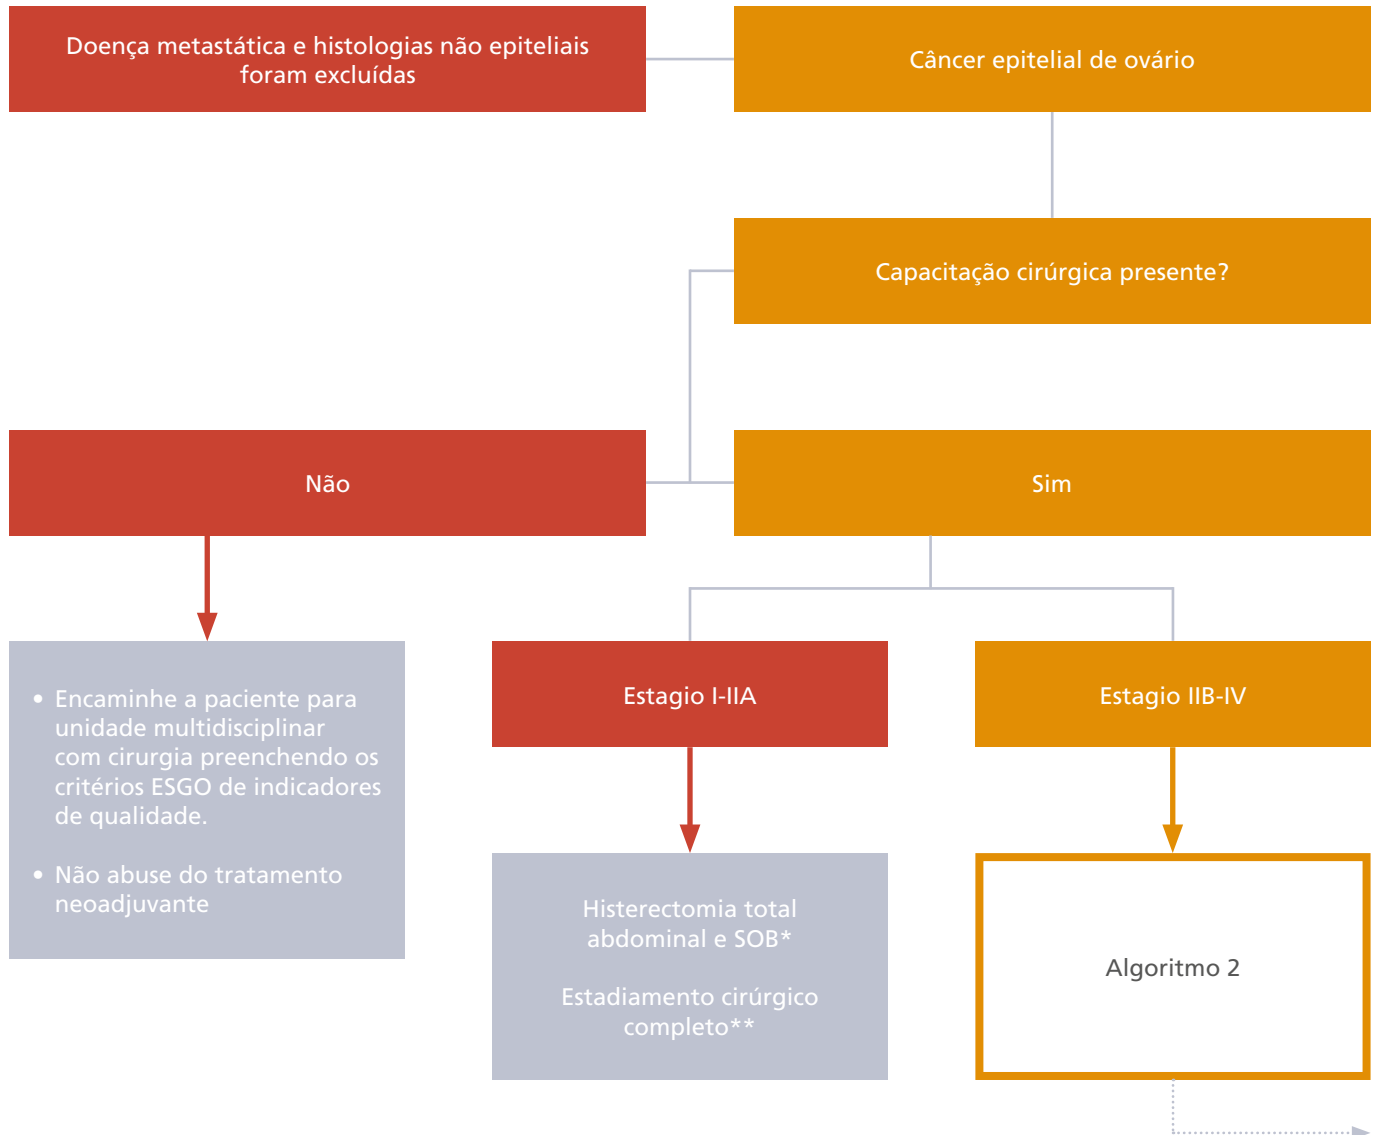 Doença metastática e histologias não epiteliais
foram excluídas
Câncer epitelial de ovário
Capacitação cirúrgica presente?
Não
Sim
• Encaminhe a paciente para
unidade multidisciplinar
com cirurgia preenchendo os
critérios ESGO de indicadores
de qualidade.
• Não abuse do tratamento
neoadjuvante
Estagio I-IIA
Estagio IIB-IV
Histerectomia total
abdominal e SOB*
Estadiamento cirúrgico
completo**
Algoritmo 2